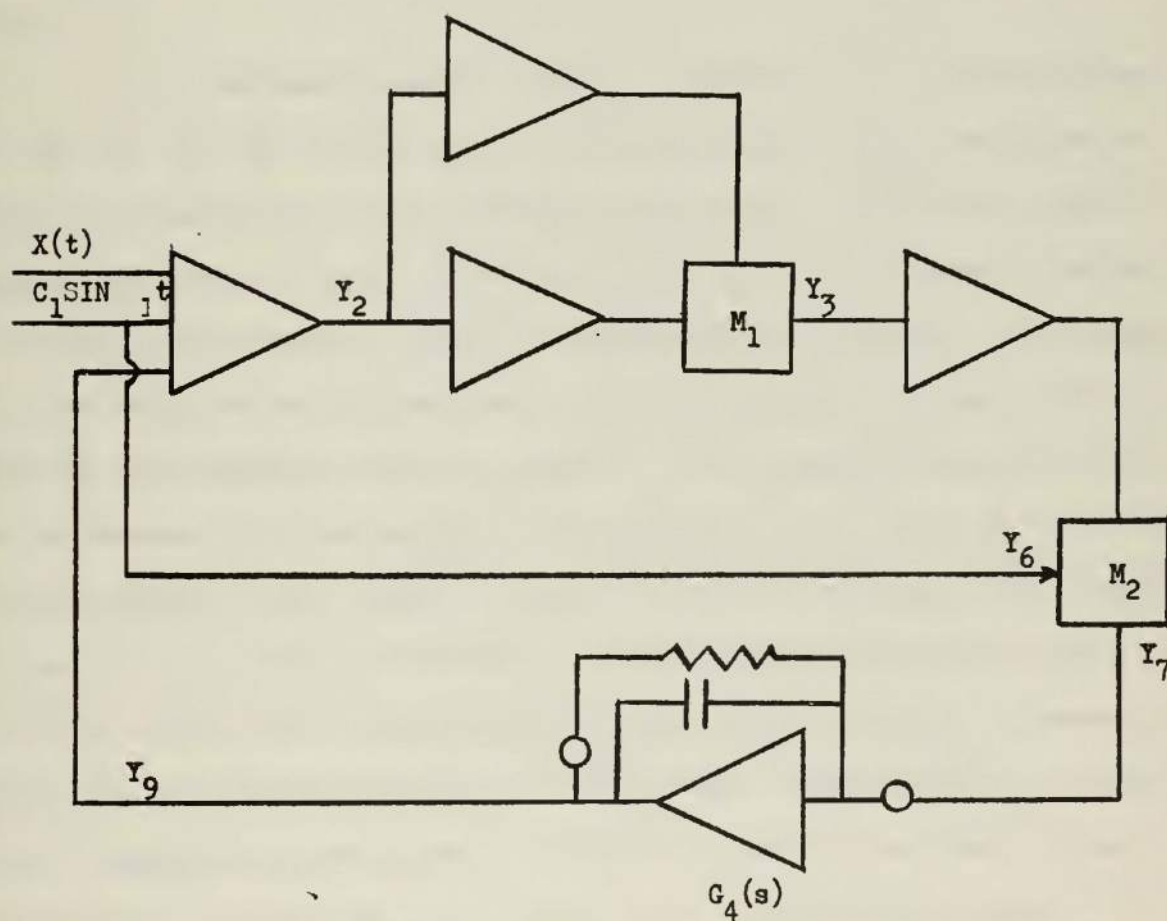 X(t)
C₁SIN ₁t
Y₂
M₁
Y₃
Y₆
M₂
Y₇
Y₉
G₄(s)